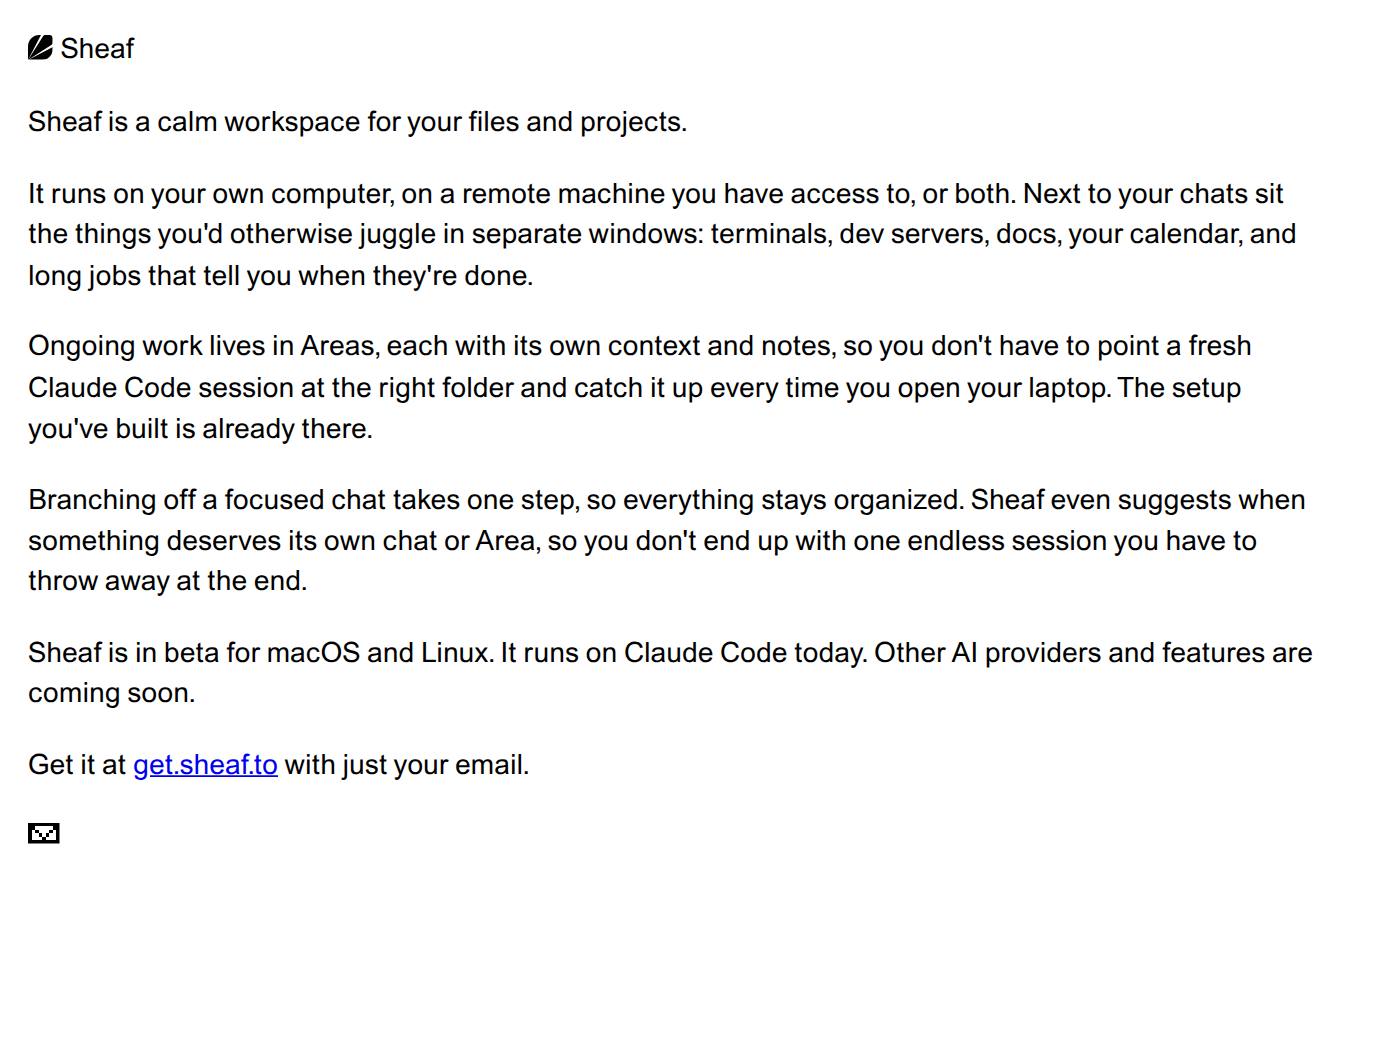 Sheaf
Sheaf is a calm workspace for your files and projects.
It runs on your own computer, on a remote machine you have access to, or both. Next to your chats sit
the things you'd otherwise juggle in separate windows: terminals, dev servers, docs, your calendar, and
long jobs that tell you when they're done.
Ongoing work lives in Areas, each with its own context and notes, so you don't have to point a fresh
Claude Code session at the right folder and catch it up every time you open your laptop. The setup
you've built is already there.
Branching off a focused chat takes one step, so everything stays organized. Sheaf even suggests when
something deserves its own chat or Area, so you don't end up with one endless session you have to
throw away at the end.
Sheaf is in beta for macOS and Linux. It runs on Claude Code today. Other AI providers and features are
coming soon.
Get it at get.sheaf.to with just your email.